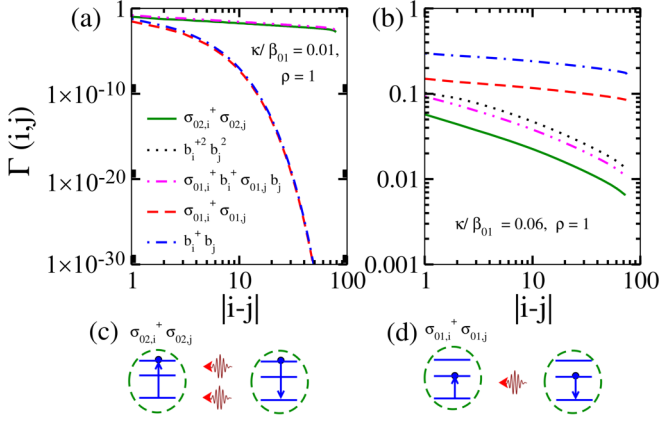 (a)
κ/ β₀₁ = 0.01,
ρ = 1
σ₀₂,ᵢ⁺ σ₀₂,ⱼ
bᵢ⁺² bⱼ²
σ₀₁,ᵢ⁺ bᵢ⁺ σ₀₁,ⱼ bⱼ
σ₀₁,ᵢ⁺ σ₀₁,ⱼ
bᵢ⁺ bⱼ
Γ (i,j)
1
1×10⁻¹⁰
1×10⁻²⁰
1×10⁻³⁰
1 10 100
|i−j|
(b)
κ/ β₀₁ = 0.06, ρ = 1
1
0.1
0.01
0.001
1 10 100
|i−j|
(c) σ₀₂,ᵢ⁺ σ₀₂,ⱼ
(d) σ₀₁,ᵢ⁺ σ₀₁,ⱼ